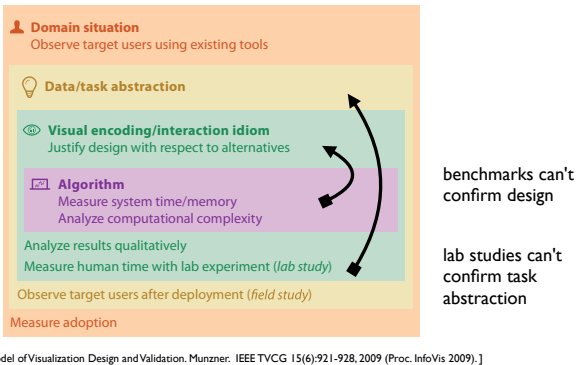 Domain situation
Observe target users using existing tools
Data/task abstraction
Visual encoding/interaction idiom
Justify design with respect to alternatives
Algorithm
Measure system time/memory
Analyze computational complexity
Analyze results qualitatively
Measure human time with lab experiment (lab study)
Observe target users after deployment (field study)
Measure adoption
benchmarks can't
confirm design
lab studies can't
confirm task
abstraction
of Visualization Design and Validation. Munzner. IEEE TVCG 15(6):921-928, 2009 (Proc. InfoVis 2009). ]